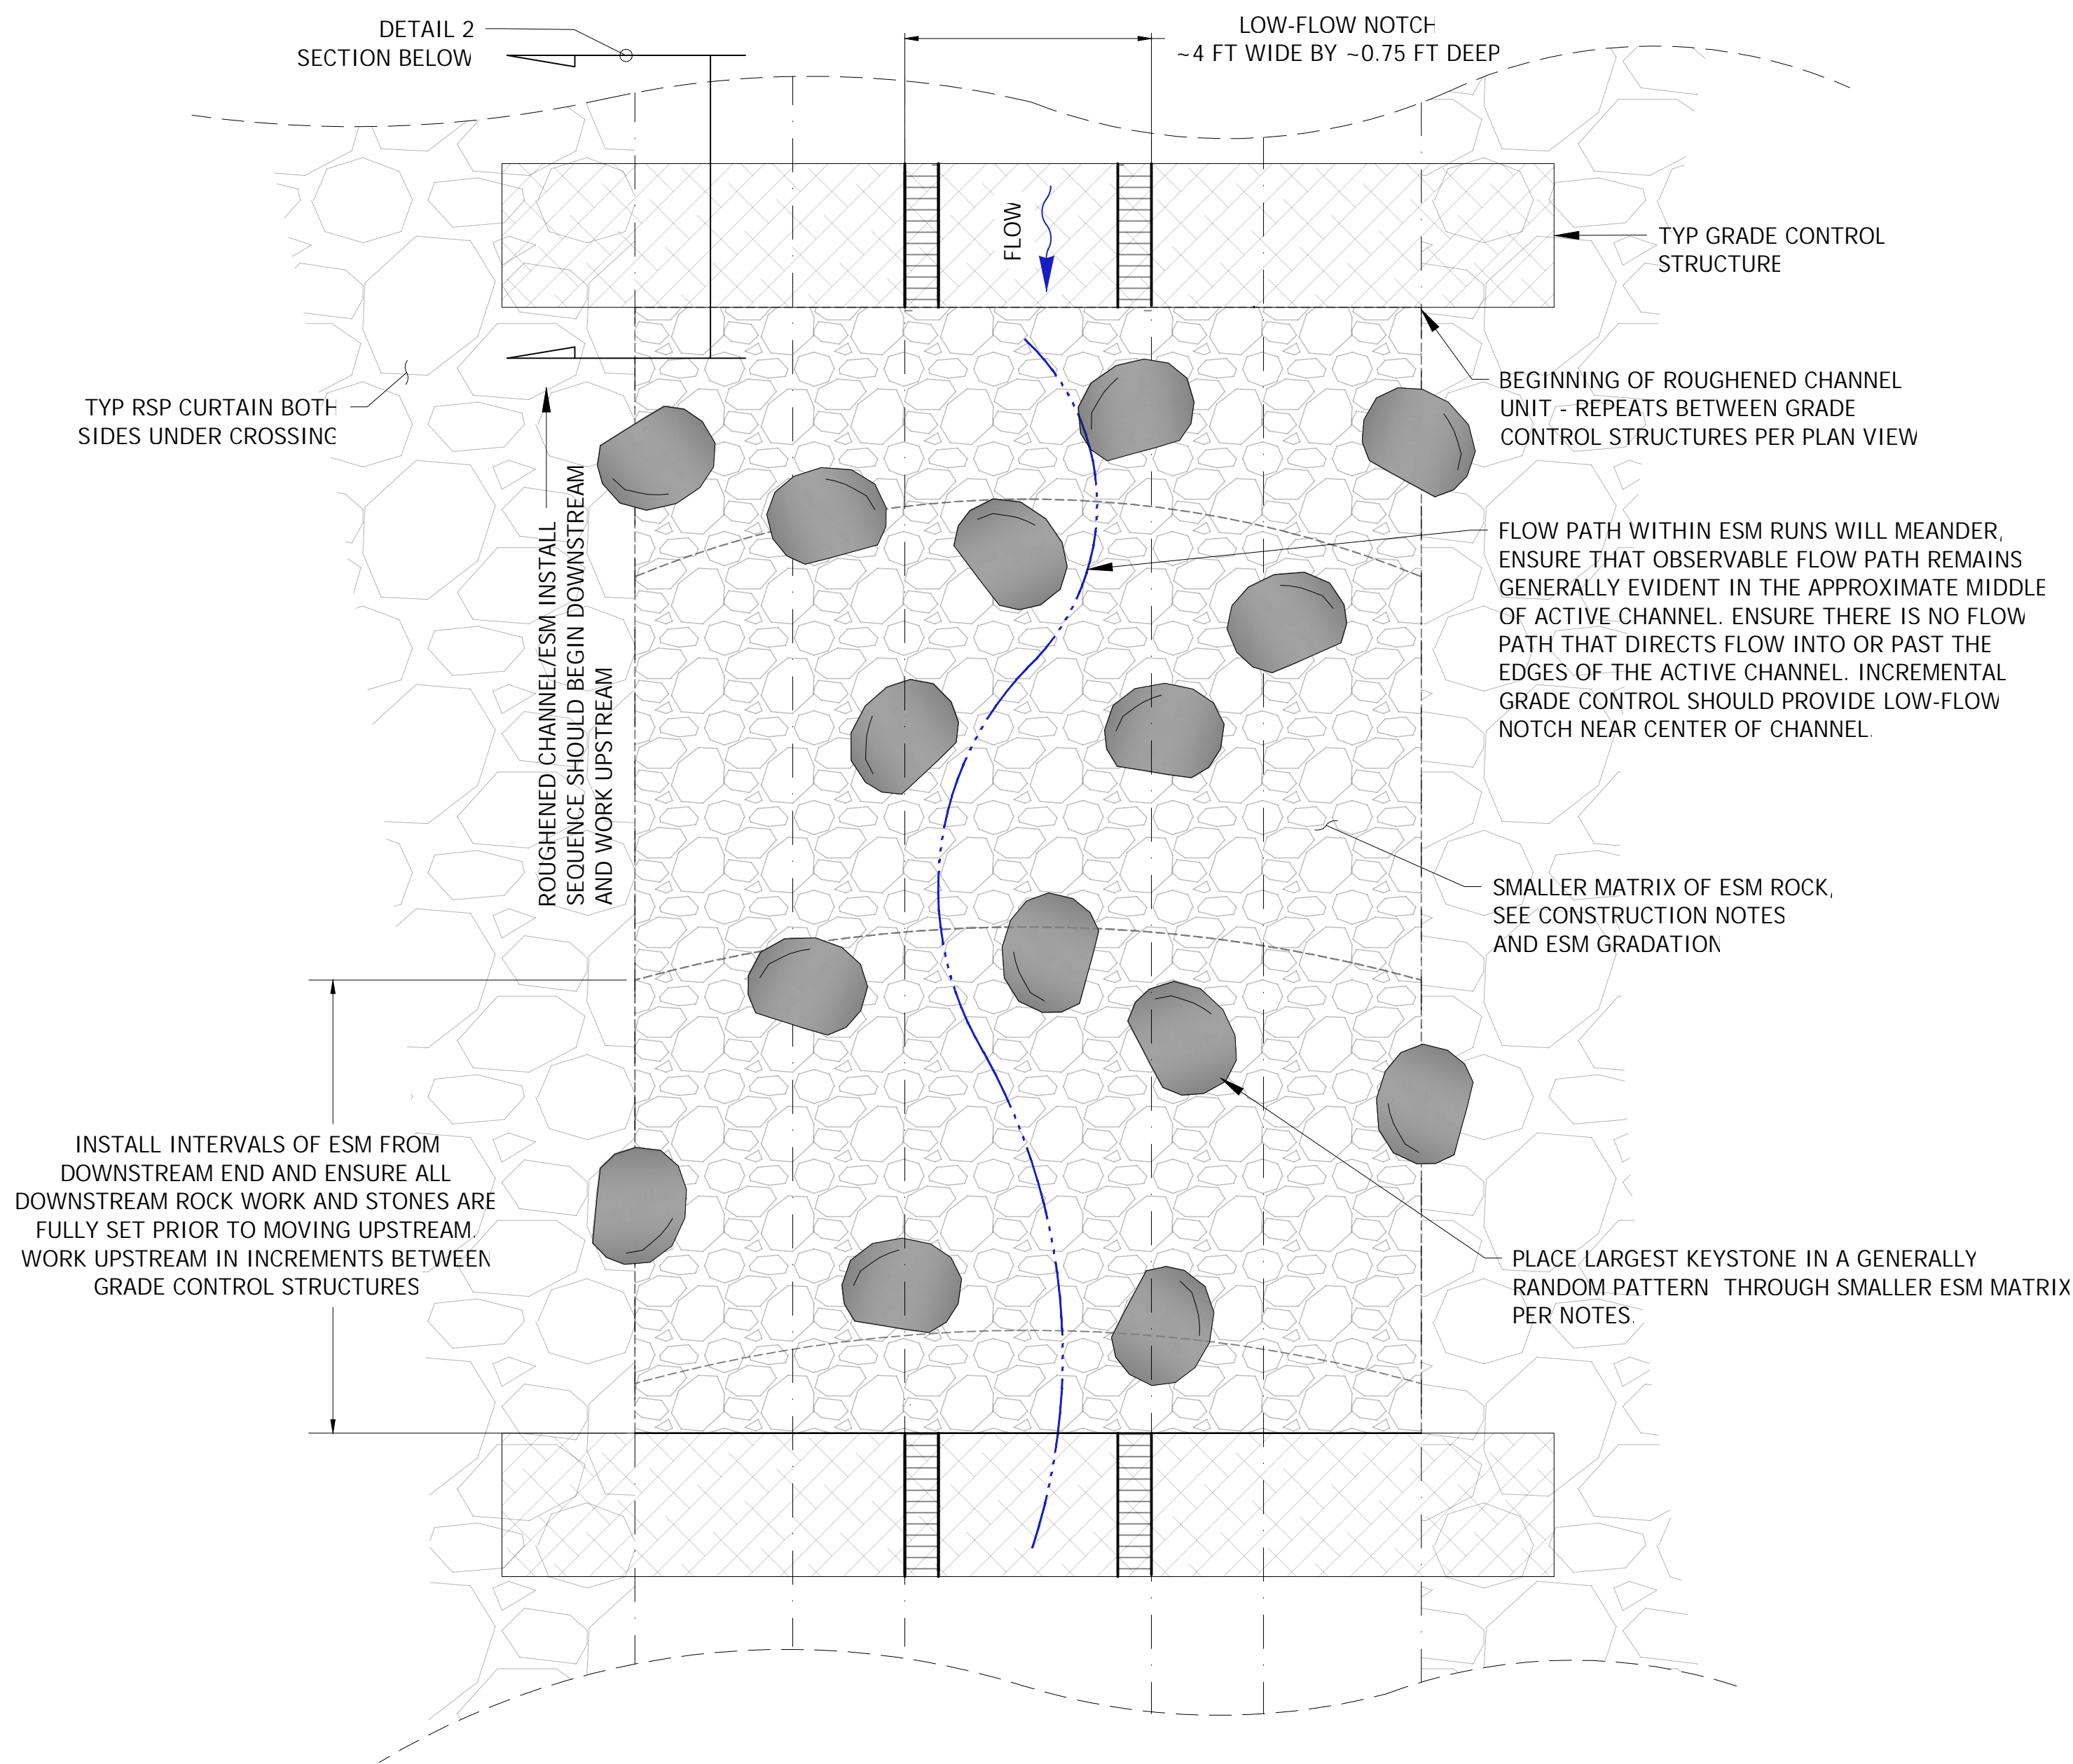 DETAIL 2
SECTION BELOW
LOW-FLOW NOTCH
~4 FT WIDE BY ~0.75 FT DEEP
FLOW
TYP GRADE CONTROL
STRUCTURE
TYP RSP CURTAIN BOTH
SIDES UNDER CROSSING
BEGINNING OF ROUGHENED CHANNEL
UNIT - REPEATS BETWEEN GRADE
CONTROL STRUCTURES PER PLAN VIEW
ROUGHENED CHANNEL/ESM INSTALL
SEQUENCE SHOULD BEGIN DOWNSTREAM
AND WORK UPSTREAM
FLOW PATH WITHIN ESM RUNS WILL MEANDER,
ENSURE THAT OBSERVABLE FLOW PATH REMAINS
GENERALLY EVIDENT IN THE APPROXIMATE MIDDLE
OF ACTIVE CHANNEL. ENSURE THERE IS NO FLOW
PATH THAT DIRECTS FLOW INTO OR PAST THE
EDGES OF THE ACTIVE CHANNEL. INCREMENTAL
GRADE CONTROL SHOULD PROVIDE LOW-FLOW
NOTCH NEAR CENTER OF CHANNEL.
SMALLER MATRIX OF ESM ROCK,
SEE CONSTRUCTION NOTES
AND ESM GRADATION
INSTALL INTERVALS OF ESM FROM
DOWNSTREAM END AND ENSURE ALL
DOWNSTREAM ROCK WORK AND STONES ARE
FULLY SET PRIOR TO MOVING UPSTREAM.
WORK UPSTREAM IN INCREMENTS BETWEEN
GRADE CONTROL STRUCTURES
PLACE LARGEST KEYSTONE IN A GENERALLY
RANDOM PATTERN THROUGH SMALLER ESM MATRIX
PER NOTES.